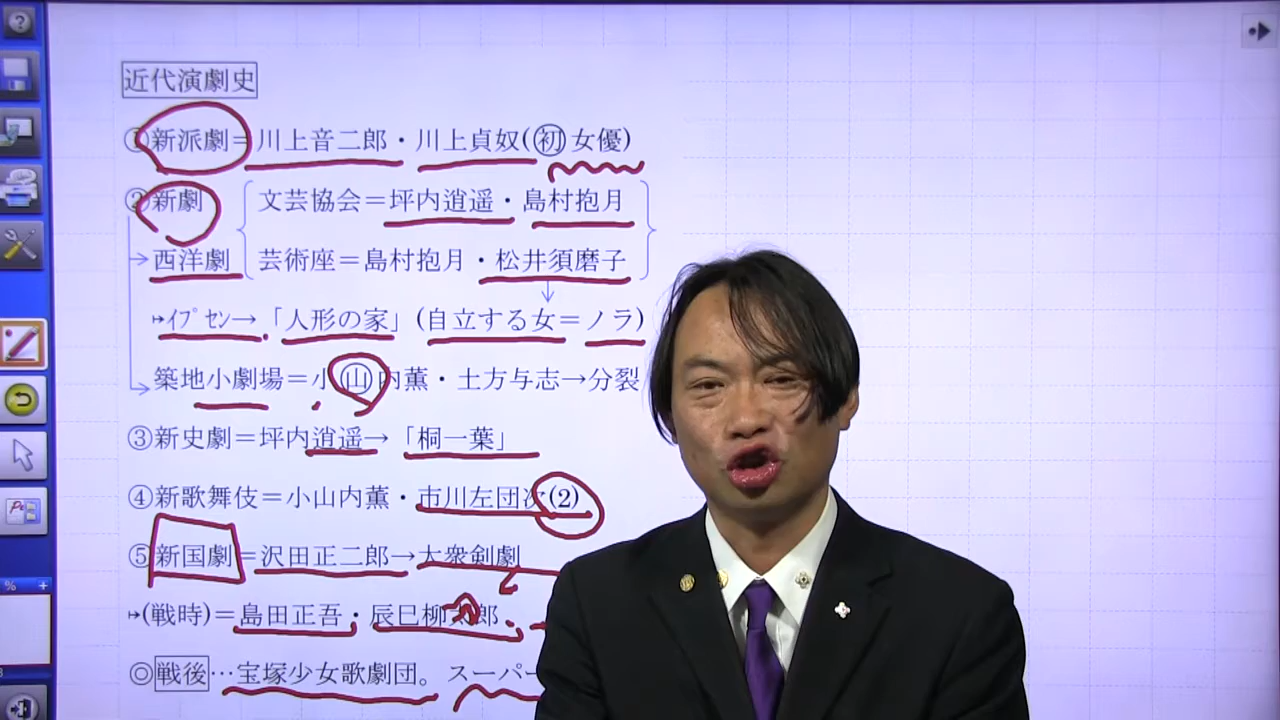 近代演劇史
①新派劇＝川上音二郎・川上貞奴(初女優)
②新劇 文芸協会＝坪内逍遥・島村抱月
→西洋劇 芸術座＝島村抱月・松井須磨子
↦ｲﾌﾟｾﾝ→「人形の家」(自立する女＝ノラ)
築地小劇場＝小山内薫・土方与志→分裂
③新史劇＝坪内逍遥→「桐一葉」
④新歌舞伎＝小山内薫・市川左団次(2)
⑤新国劇＝沢田正二郎→大衆剣劇
↦(戦時)＝島田正吾・辰巳柳太郎
◎戦後…宝塚少女歌劇団。スーパー